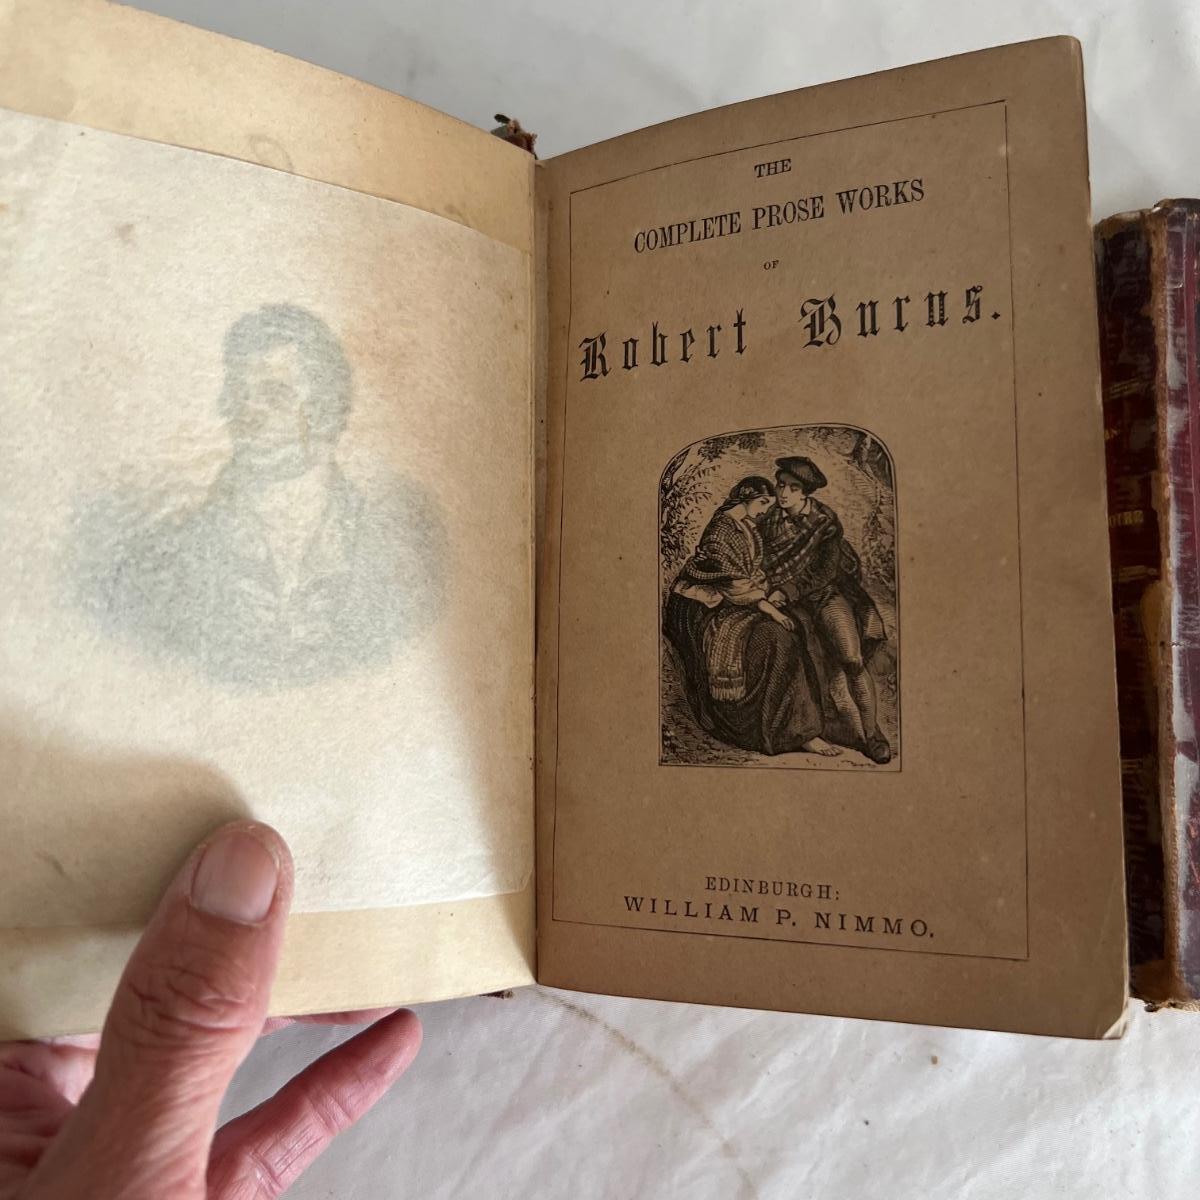 THE
COMPLETE PROSE WORKS
OF
Robert Burns.
EDINBURGH:
WILLIAM P. NIMMO.